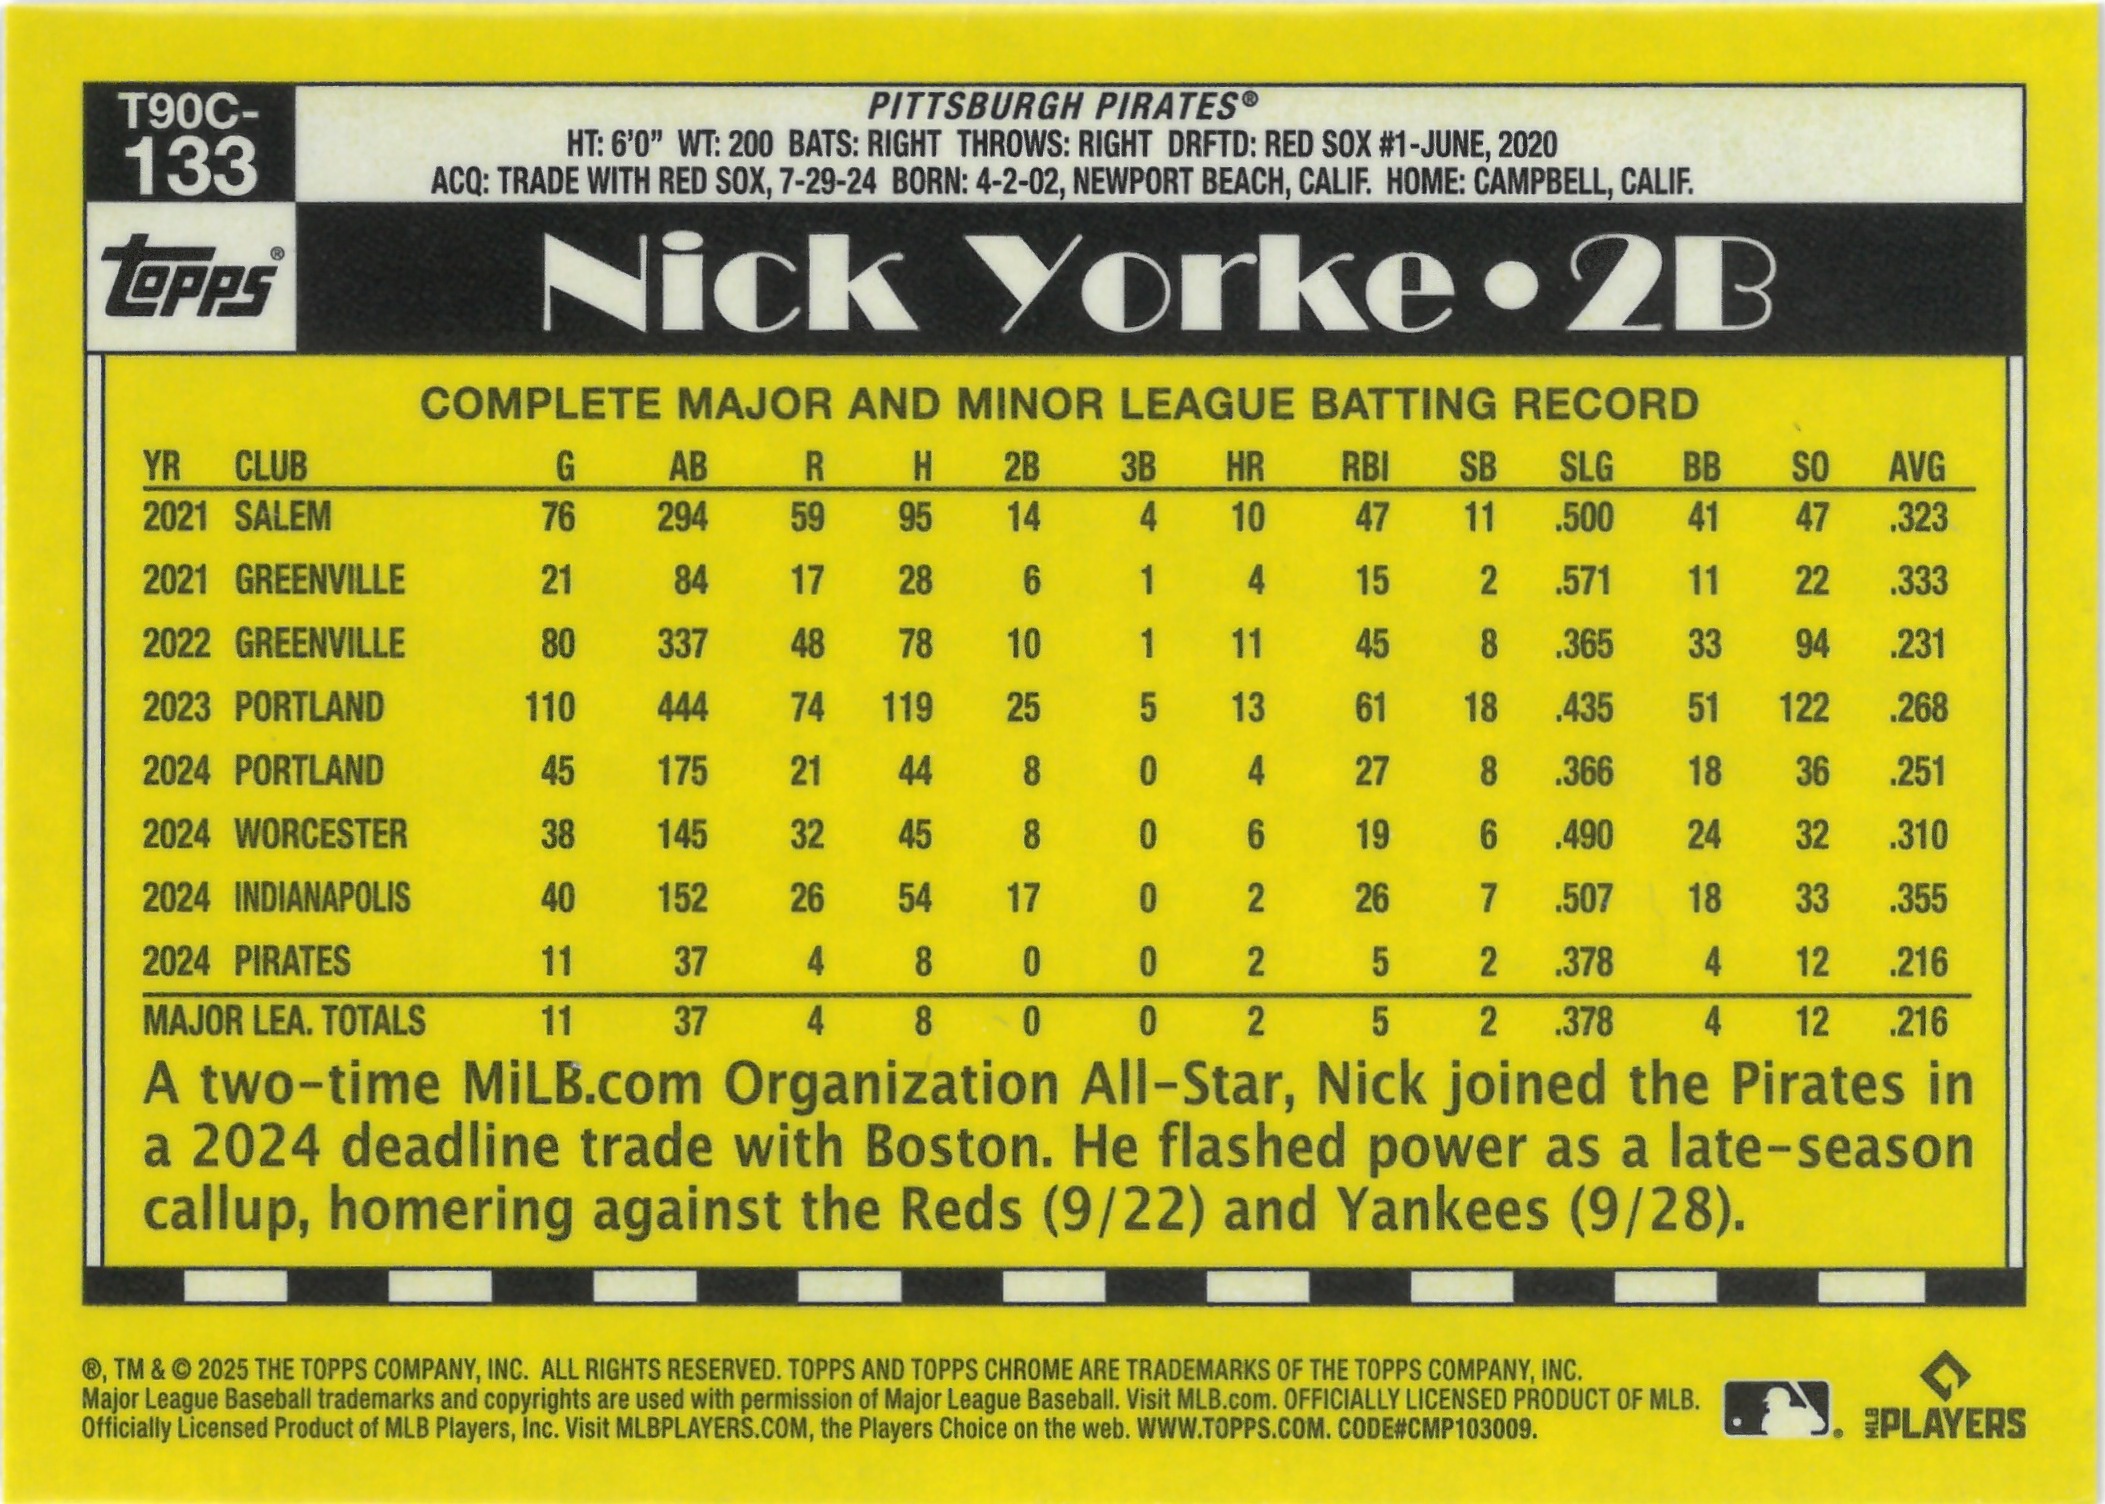 T90C-
133
PITTSBURGH PIRATES®
HT: 6'0" WT: 200 BATS: RIGHT THROWS: RIGHT DRFTD: RED SOX #1-JUNE, 2020
ACQ: TRADE WITH RED SOX, 7-29-24 BORN: 4-2-02, NEWPORT BEACH, CALIF. HOME: CAMPBELL, CALIF.
topps®
Nick Yorke • 2B
COMPLETE MAJOR AND MINOR LEAGUE BATTING RECORD
YR CLUB G AB R H 2B 3B HR RBI SB SLG BB SO AVG
2021 SALEM 76 294 59 95 14 4 10 47 11 .500 41 47 .323
2021 GREENVILLE 21 84 17 28 6 1 4 15 2 .571 11 22 .333
2022 GREENVILLE 80 337 48 78 10 1 11 45 8 .365 33 94 .231
2023 PORTLAND 110 444 74 119 25 5 13 61 18 .435 51 122 .268
2024 PORTLAND 45 175 21 44 8 0 4 27 8 .366 18 36 .251
2024 WORCESTER 38 145 32 45 8 0 6 19 6 .490 24 32 .310
2024 INDIANAPOLIS 40 152 26 54 17 0 2 26 7 .507 18 33 .355
2024 PIRATES 11 37 4 8 0 0 2 5 2 .378 4 12 .216
MAJOR LEA. TOTALS 11 37 4 8 0 0 2 5 2 .378 4 12 .216
A two-time MiLB.com Organization All-Star, Nick joined the Pirates in
a 2024 deadline trade with Boston. He flashed power as a late-season
callup, homering against the Reds (9/22) and Yankees (9/28).
®, TM & © 2025 THE TOPPS COMPANY, INC. ALL RIGHTS RESERVED. TOPPS AND TOPPS CHROME ARE TRADEMARKS OF THE TOPPS COMPANY, INC.
Major League Baseball trademarks and copyrights are used with permission of Major League Baseball. Visit MLB.com. OFFICIALLY LICENSED PRODUCT OF MLB.
Officially Licensed Product of MLB Players, Inc. Visit MLBPLAYERS.COM, the Players Choice on the web. WWW.TOPPS.COM. CODE#CMP103009.
MLB PLAYERS